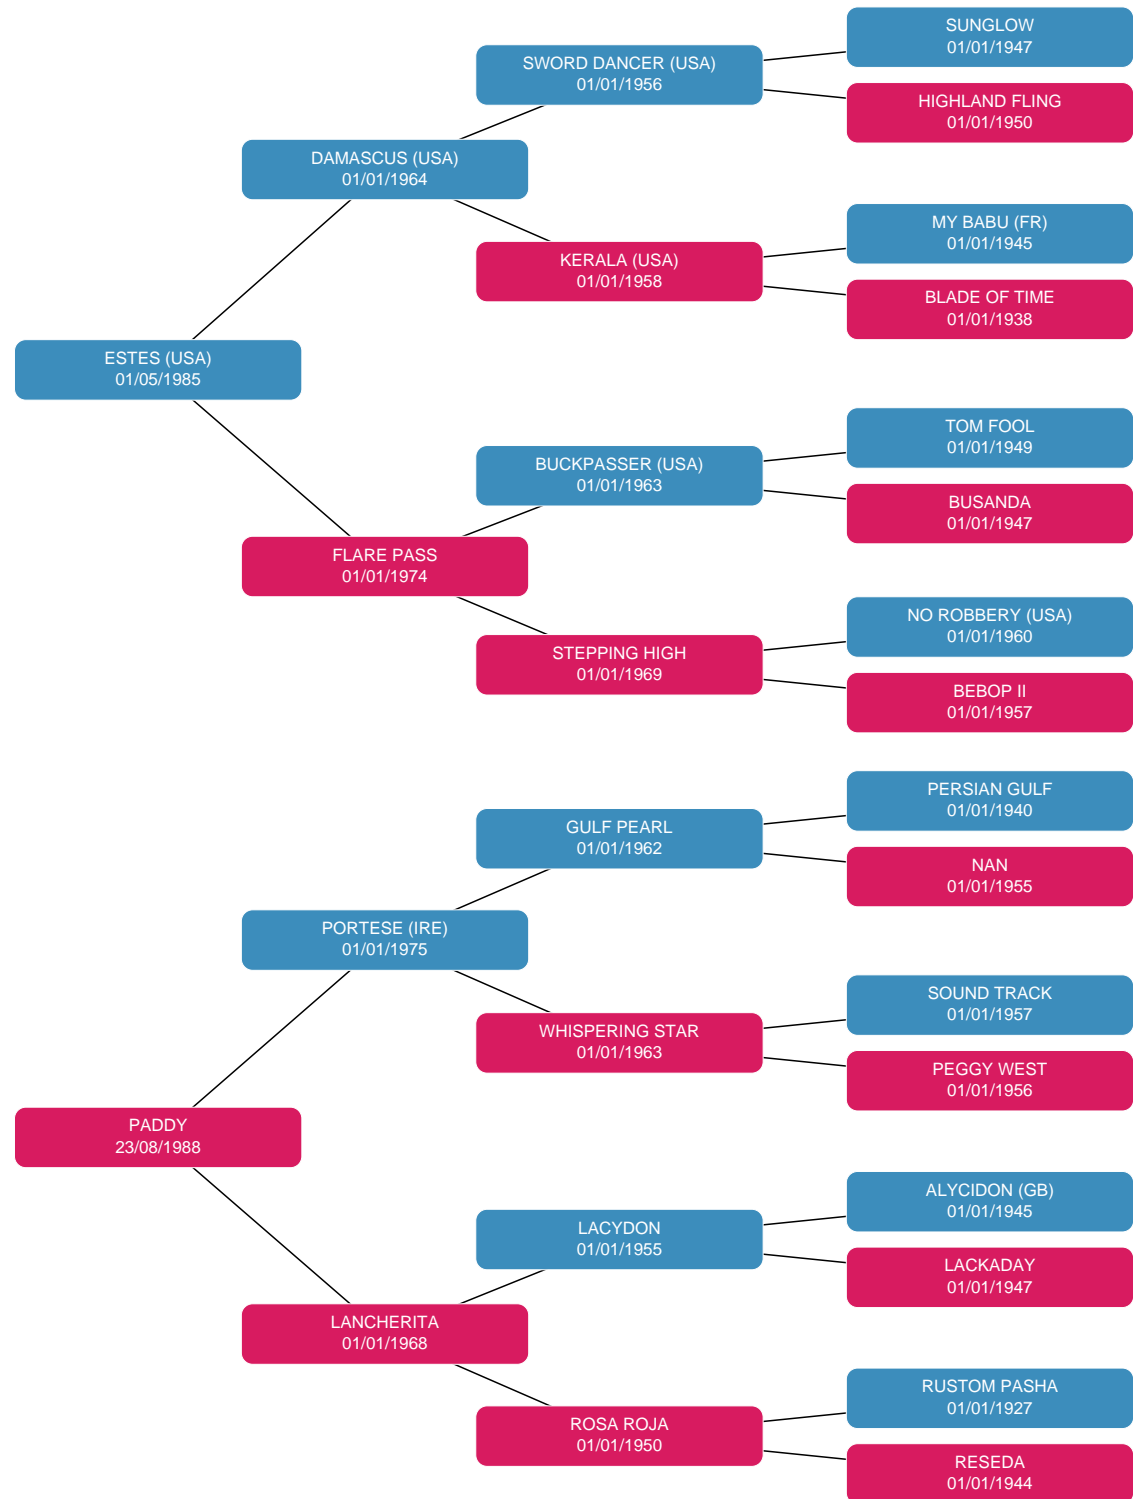 SUNGLOW
01/01/1947
SWORD DANCER (USA)
01/01/1956
HIGHLAND FLING
01/01/1950
DAMASCUS (USA)
01/01/1964
MY BABU (FR)
01/01/1945
KERALA (USA)
01/01/1958
BLADE OF TIME
01/01/1938
ESTES (USA)
01/05/1985
TOM FOOL
01/01/1949
BUCKPASSER (USA)
01/01/1963
BUSANDA
01/01/1947
FLARE PASS
01/01/1974
NO ROBBERY (USA)
01/01/1960
STEPPING HIGH
01/01/1969
BEBOP II
01/01/1957
PERSIAN GULF
01/01/1940
GULF PEARL
01/01/1962
NAN
01/01/1955
PORTESE (IRE)
01/01/1975
SOUND TRACK
01/01/1957
WHISPERING STAR
01/01/1963
PEGGY WEST
01/01/1956
PADDY
23/08/1988
ALYCIDON (GB)
01/01/1945
LACYDON
01/01/1955
LACKADAY
01/01/1947
LANCHERITA
01/01/1968
RUSTOM PASHA
01/01/1927
ROSA ROJA
01/01/1950
RESEDA
01/01/1944